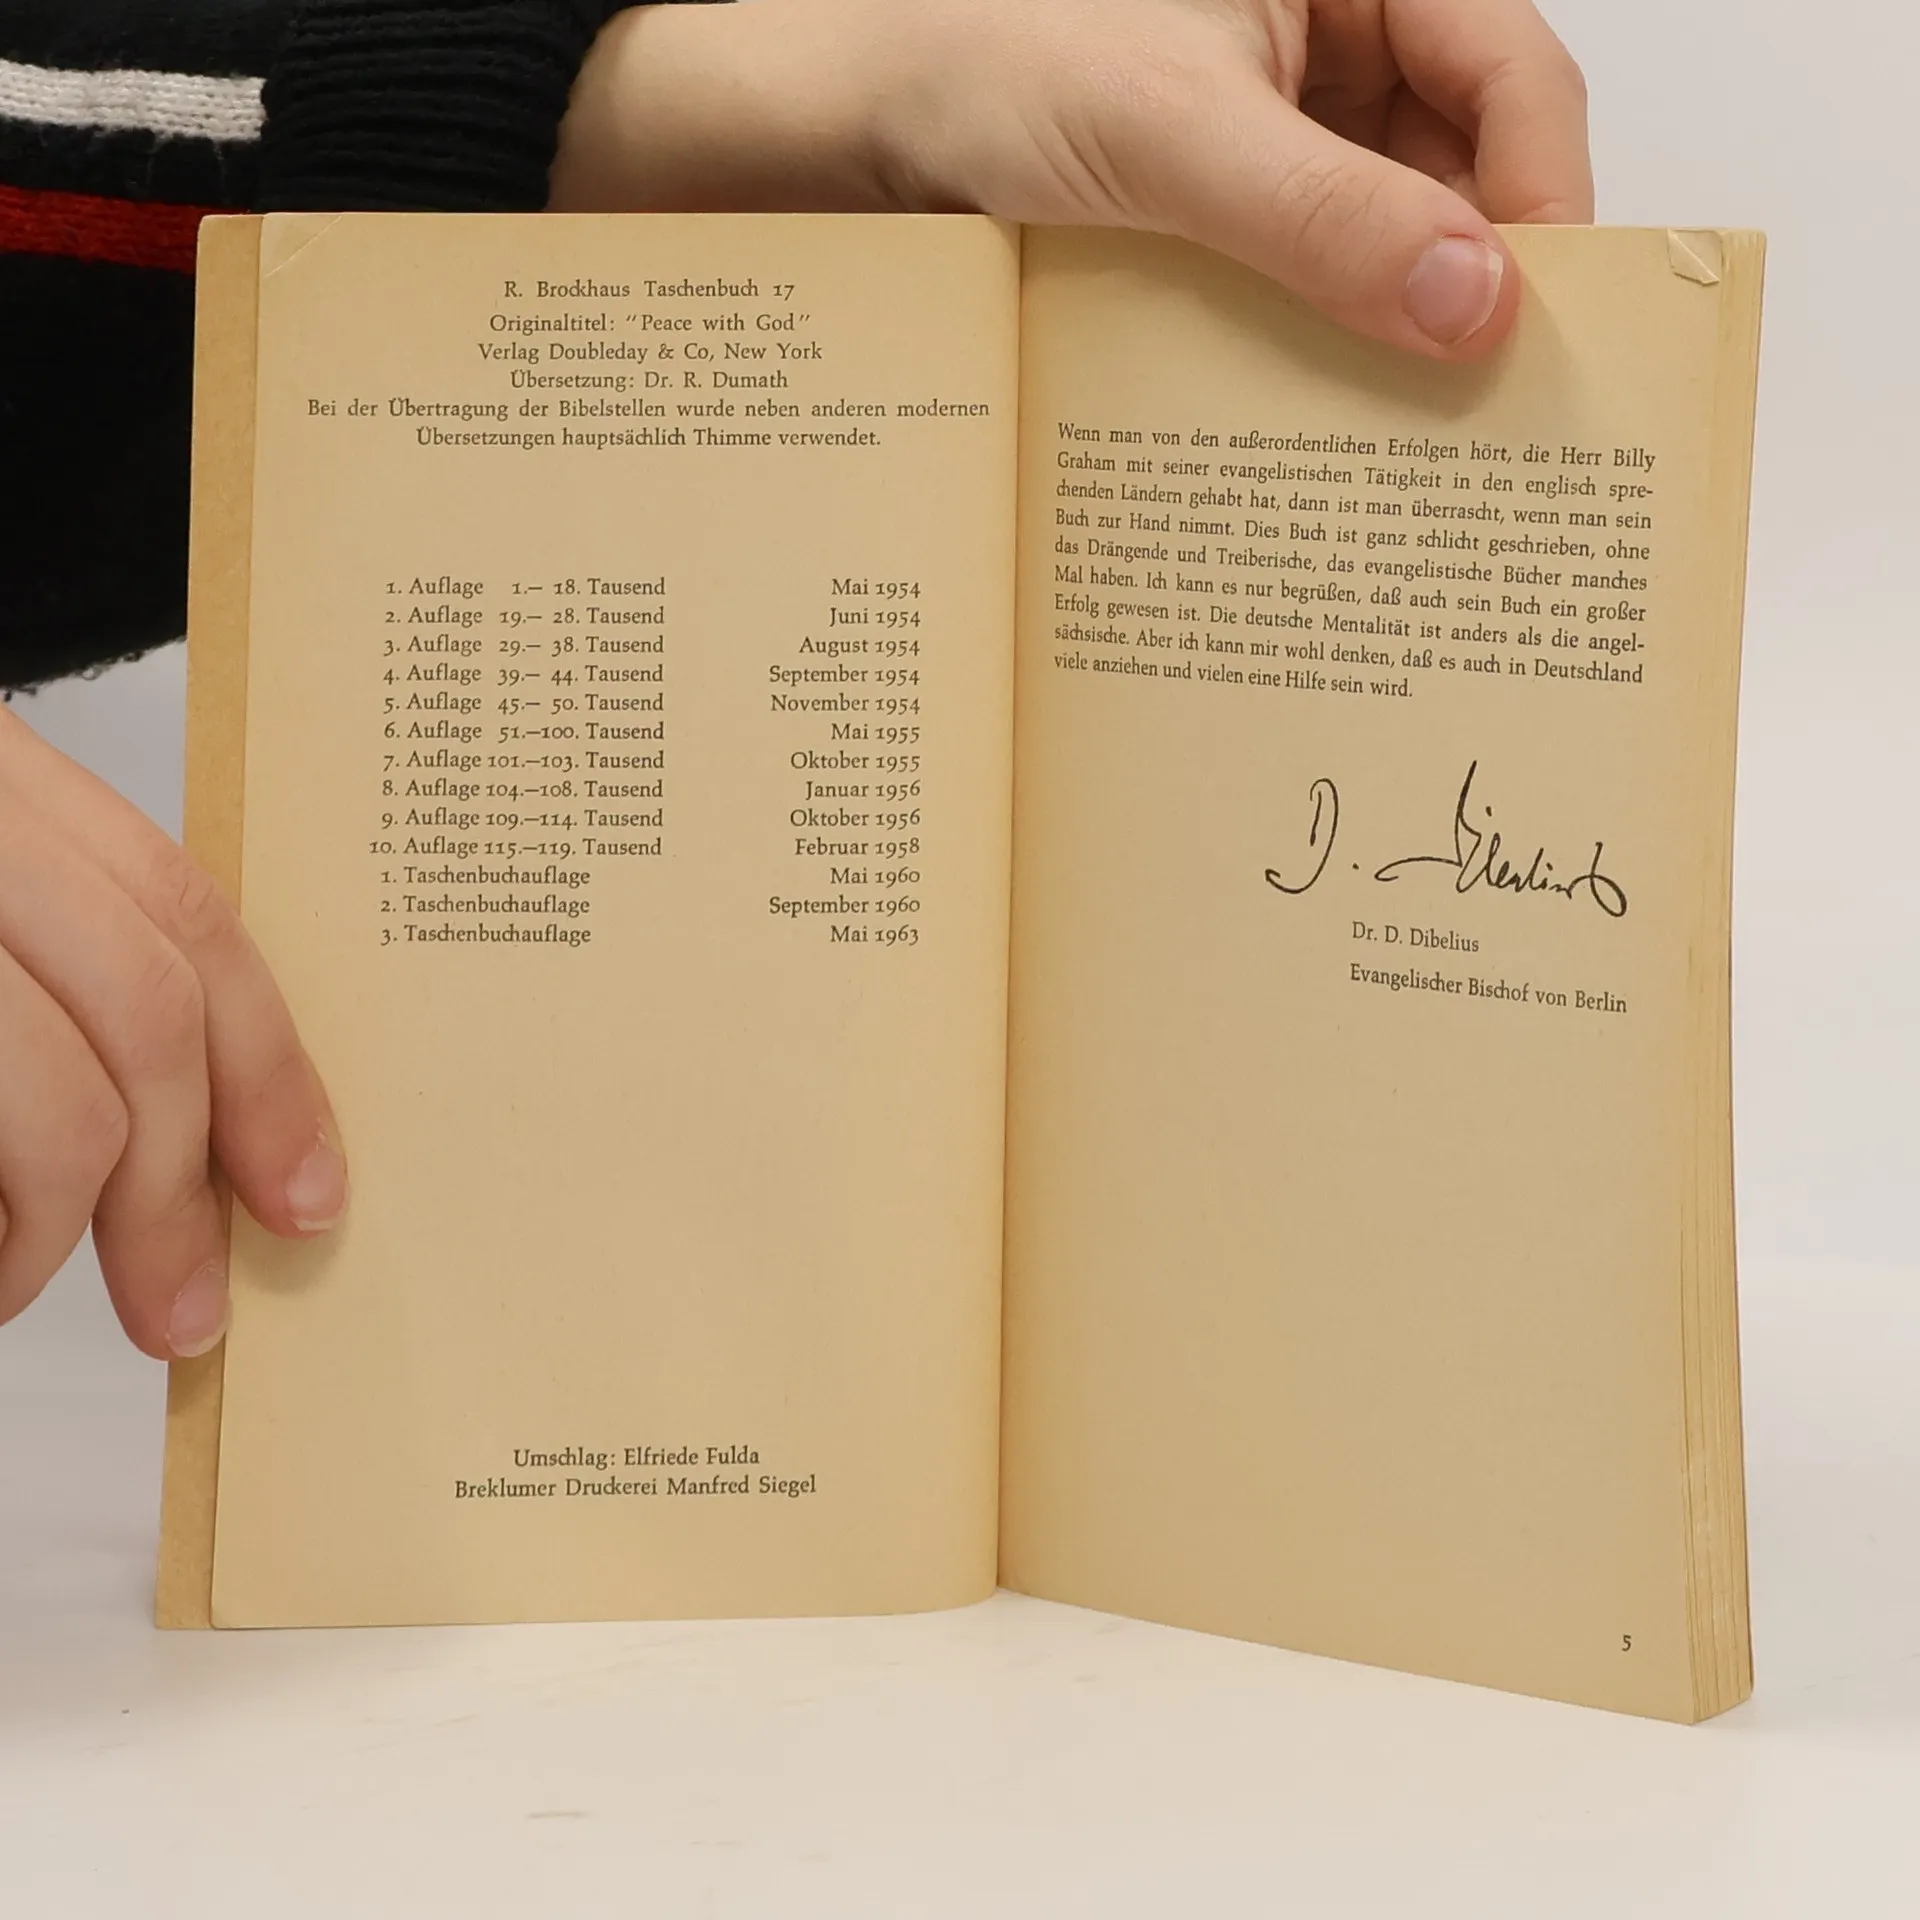 R. Brockhaus Taschenbuch 17
Originaltitel: "Peace with God"
Verlag Doubleday & Co, New York
Übersetzung: Dr. R. Dumath
Bei der Übertragung der Bibelstellen wurde neben anderen modernen
Übersetzungen hauptsächlich Thimme verwendet.
1. Auflage 1.– 18. Tausend Mai 1954
2. Auflage 19.– 28. Tausend Juni 1954
3. Auflage 29.– 38. Tausend August 1954
4. Auflage 39.– 44. Tausend September 1954
5. Auflage 45.– 50. Tausend November 1954
6. Auflage 51.–100. Tausend Mai 1955
7. Auflage 101.–103. Tausend Oktober 1955
8. Auflage 104.–108. Tausend Januar 1956
9. Auflage 109.–114. Tausend Oktober 1956
10. Auflage 115.–119. Tausend Februar 1958
1. Taschenbuchauflage Mai 1960
2. Taschenbuchauflage September 1960
3. Taschenbuchauflage Mai 1963
Umschlag: Elfriede Fulda
Breklumer Druckerei Manfred Siegel
Wenn man von den außerordentlichen Erfolgen hört, die Herr Billy
Graham mit seiner evangelistischen Tätigkeit in den englisch spre-
chenden Ländern gehabt hat, dann ist man überrascht, wenn man sein
Buch zur Hand nimmt. Dies Buch ist ganz schlicht geschrieben, ohne
das Drängende und Treiberische, das evangelistische Bücher manches
Mal haben. Ich kann es nur begrüßen, daß auch sein Buch ein großer
Erfolg gewesen ist. Die deutsche Mentalität ist anders als die angel-
sächsische. Aber ich kann mir wohl denken, daß es auch in Deutschland
viele anziehen und vielen eine Hilfe sein wird.
D. Dibelius
Dr. D. Dibelius
Evangelischer Bischof von Berlin
5